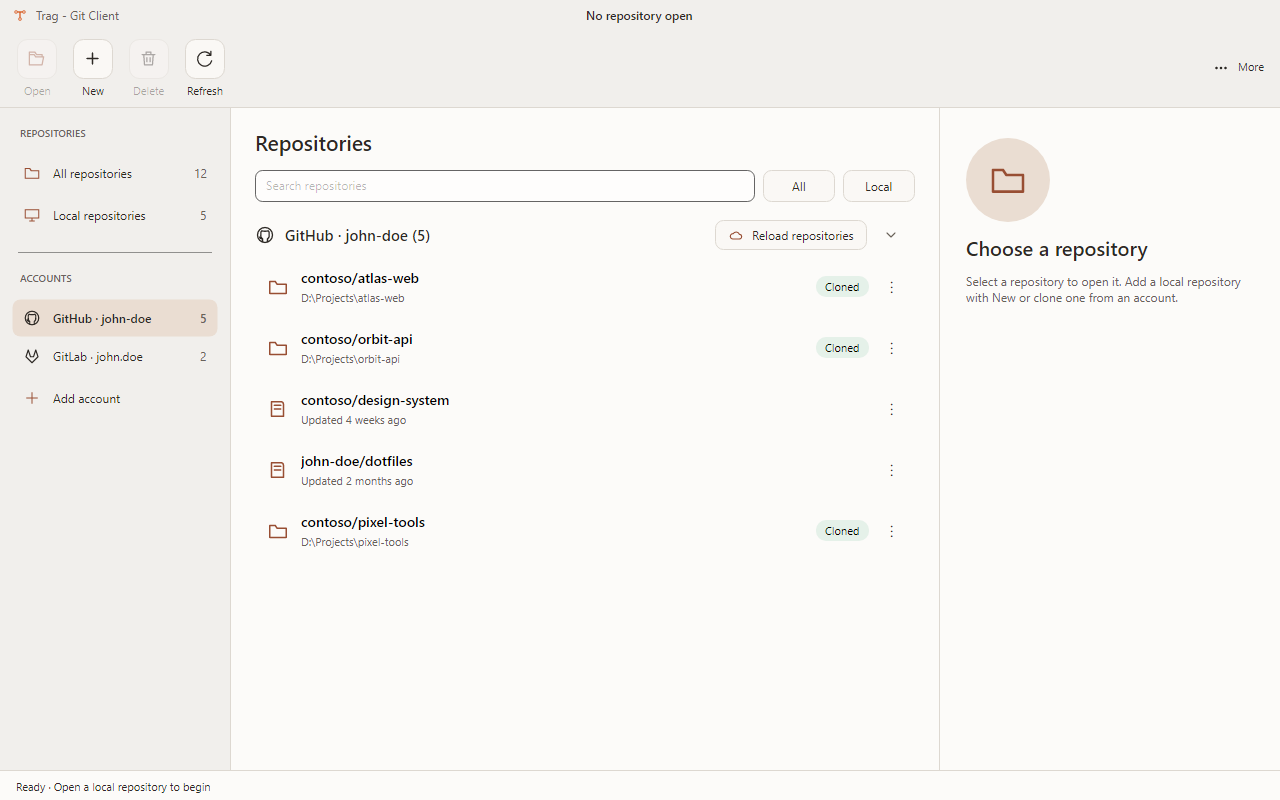 Trag - Git Client
No repository open
Open
New
Delete
Refresh
More
REPOSITORIES
All repositories 12
Local repositories 5
ACCOUNTS
GitHub · john-doe 5
GitLab · john.doe 2
Add account
Repositories
Search repositories
All
Local
GitHub · john-doe (5)
Reload repositories
contoso/atlas-web
D:\Projects\atlas-web
Cloned
contoso/orbit-api
D:\Projects\orbit-api
Cloned
contoso/design-system
Updated 4 weeks ago
john-doe/dotfiles
Updated 2 months ago
contoso/pixel-tools
D:\Projects\pixel-tools
Cloned
Choose a repository
Select a repository to open it. Add a local repository
with New or clone one from an account.
Ready · Open a local repository to begin